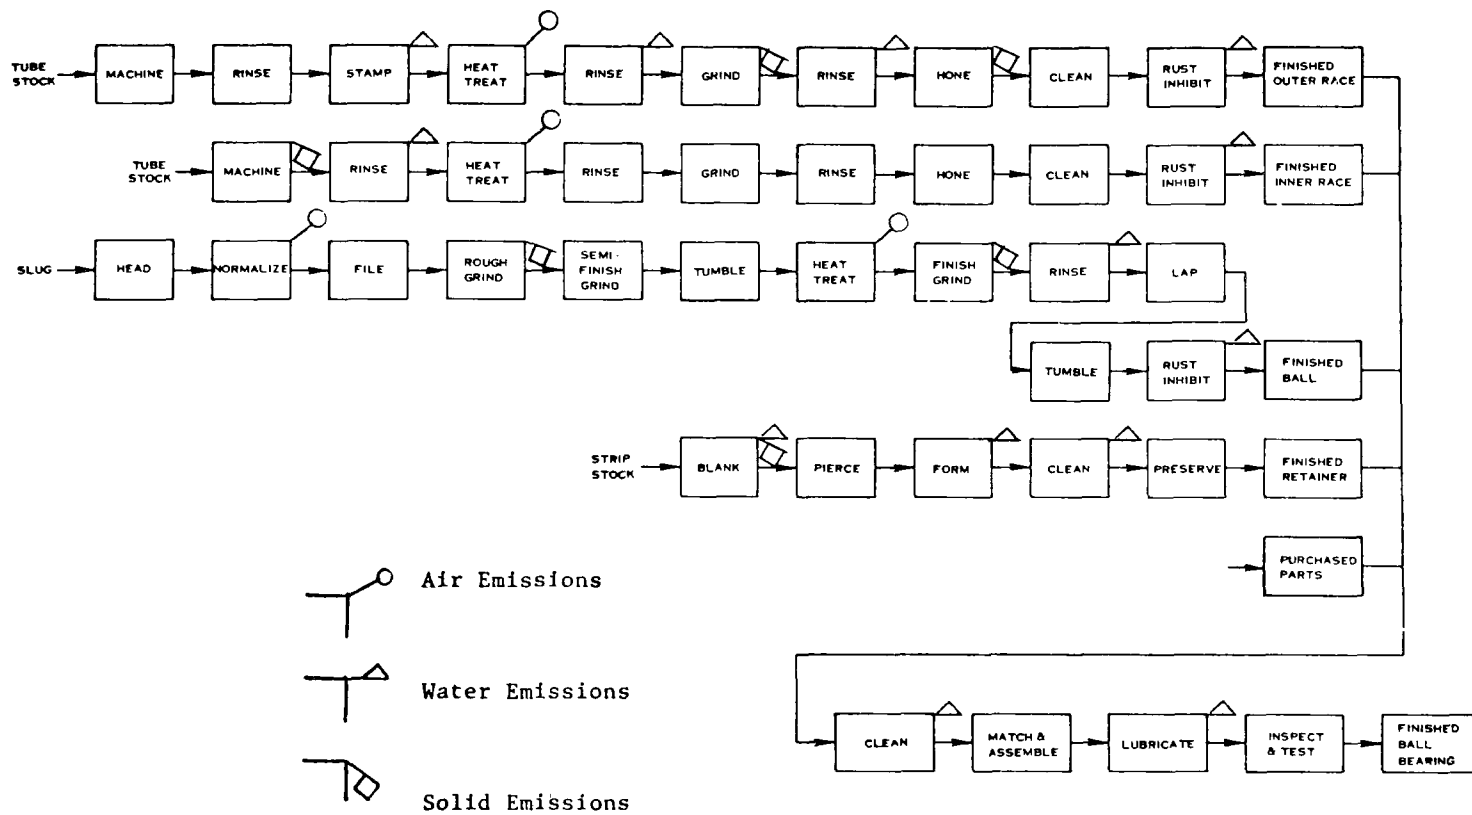 TUBE
STOCK
MACHINE
RINSE
STAMP
HEAT
TREAT
RINSE
GRIND
RINSE
HONE
CLEAN
RUST
INHIBIT
FINISHED
OUTER RACE
TUBE
STOCK
MACHINE
RINSE
HEAT
TREAT
RINSE
GRIND
RINSE
HONE
CLEAN
RUST
INHIBIT
FINISHED
INNER RACE
SLUG
HEAD
NORMALIZE
FILE
ROUGH
GRIND
SEMI-
FINISH
GRIND
TUMBLE
HEAT
TREAT
FINISH
GRIND
RINSE
LAP
TUMBLE
RUST
INHIBIT
FINISHED
BALL
STRIP
STOCK
BLANK
PIERCE
FORM
CLEAN
PRESERVE
FINISHED
RETAINER
PURCHASED
PARTS
Air Emissions
Water Emissions
Solid Emissions
CLEAN
MATCH &
ASSEMBLE
LUBRICATE
INSPECT
& TEST
FINISHED
BALL
BEARING